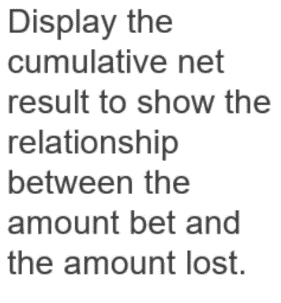 Display the
cumulative net
result to show the
relationship
between the
amount bet and
the amount lost.